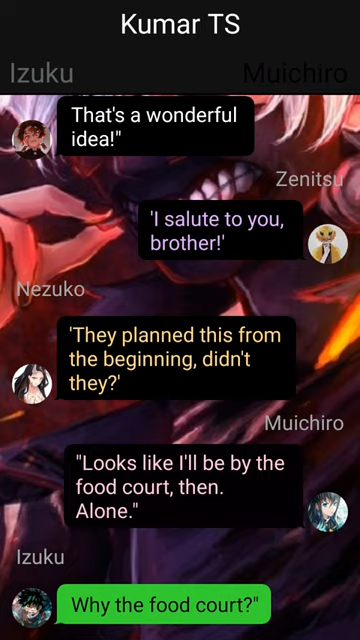 Kumar TS
Izuku
Muichiro
That's a wonderful
idea!"
Zenitsu
'I salute to you,
brother!'
Nezuko
'They planned this from
the beginning, didn't
they?'
Muichiro
"Looks like I'll be by the
food court, then.
Alone."
Izuku
Why the food court?"